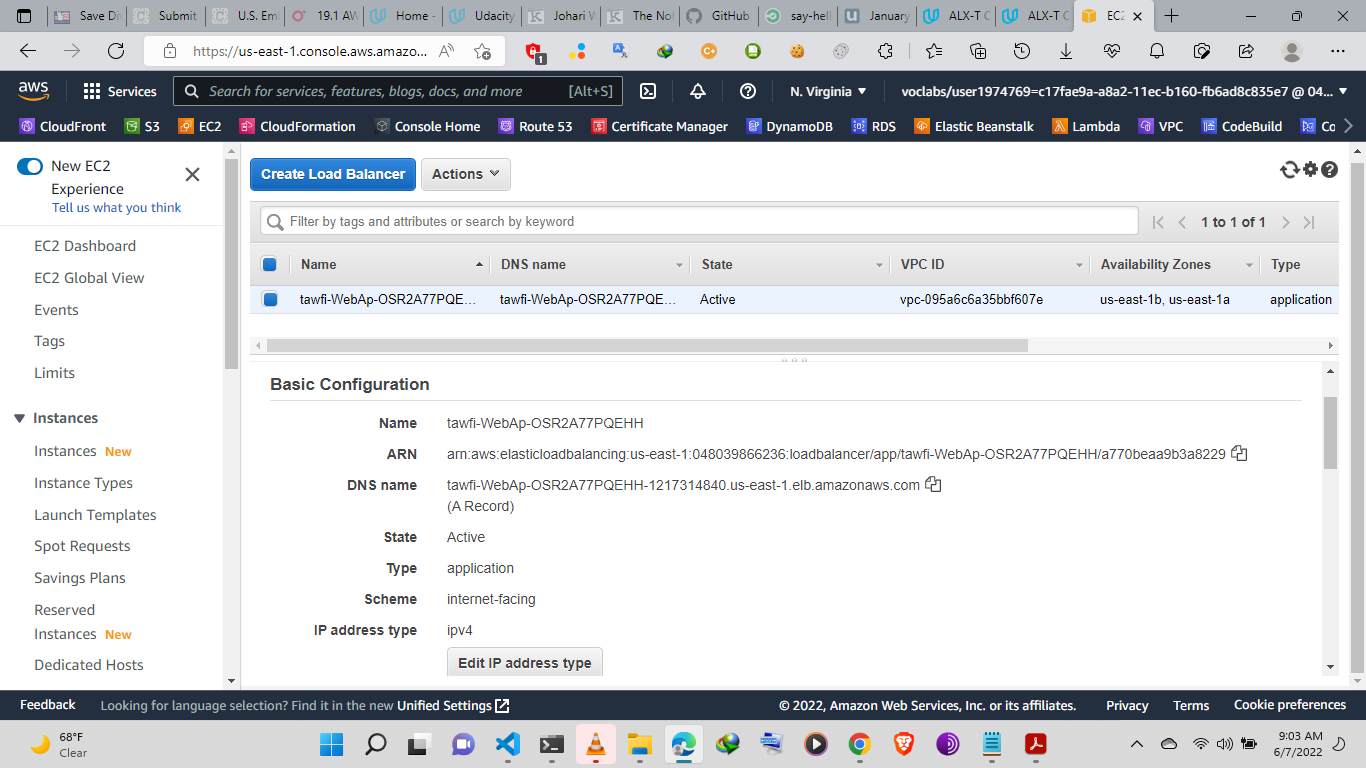 Save Div
Submit
U.S. Emb
19.1 AW
Home -
Udacity
Johari W
The Not
GitHub
say-hell
January
ALX-T C
ALX-T C
EC2
https://us-east-1.console.aws.amazo...
1
aws
Services
Search for services, features, blogs, docs, and more [Alt+S]
N. Virginia
voclabs/user1974769=c17fae9a-a8a2-11ec-b160-fb6ad8c835e7 @ 04...
CloudFront
S3
EC2
CloudFormation
Console Home
Route 53
Certificate Manager
DynamoDB
RDS
Elastic Beanstalk
Lambda
VPC
CodeBuild
Co
New EC2
Experience
Tell us what you think
EC2 Dashboard
EC2 Global View
Events
Tags
Limits
Instances
Instances New
Instance Types
Launch Templates
Spot Requests
Savings Plans
Reserved
Instances New
Dedicated Hosts
Create Load Balancer
Actions
Filter by tags and attributes or search by keyword
1 to 1 of 1
Name DNS name State VPC ID Availability Zones Type
tawfi-WebAp-OSR2A77PQE... tawfi-WebAp-OSR2A77PQE... Active vpc-095a6c6a35bbf607e us-east-1b, us-east-1a application
Basic Configuration
Name tawfi-WebAp-OSR2A77PQEHH
ARN arn:aws:elasticloadbalancing:us-east-1:048039866236:loadbalancer/app/tawfi-WebAp-OSR2A77PQEHH/a770beaa9b3a8229
DNS name tawfi-WebAp-OSR2A77PQEHH-1217314840.us-east-1.elb.amazonaws.com
(A Record)
State Active
Type application
Scheme internet-facing
IP address type ipv4
Edit IP address type
Feedback
Looking for language selection? Find it in the new Unified Settings
© 2022, Amazon Web Services, Inc. or its affiliates.
Privacy
Terms
Cookie preferences
68°F
Clear
9:03 AM
6/7/2022